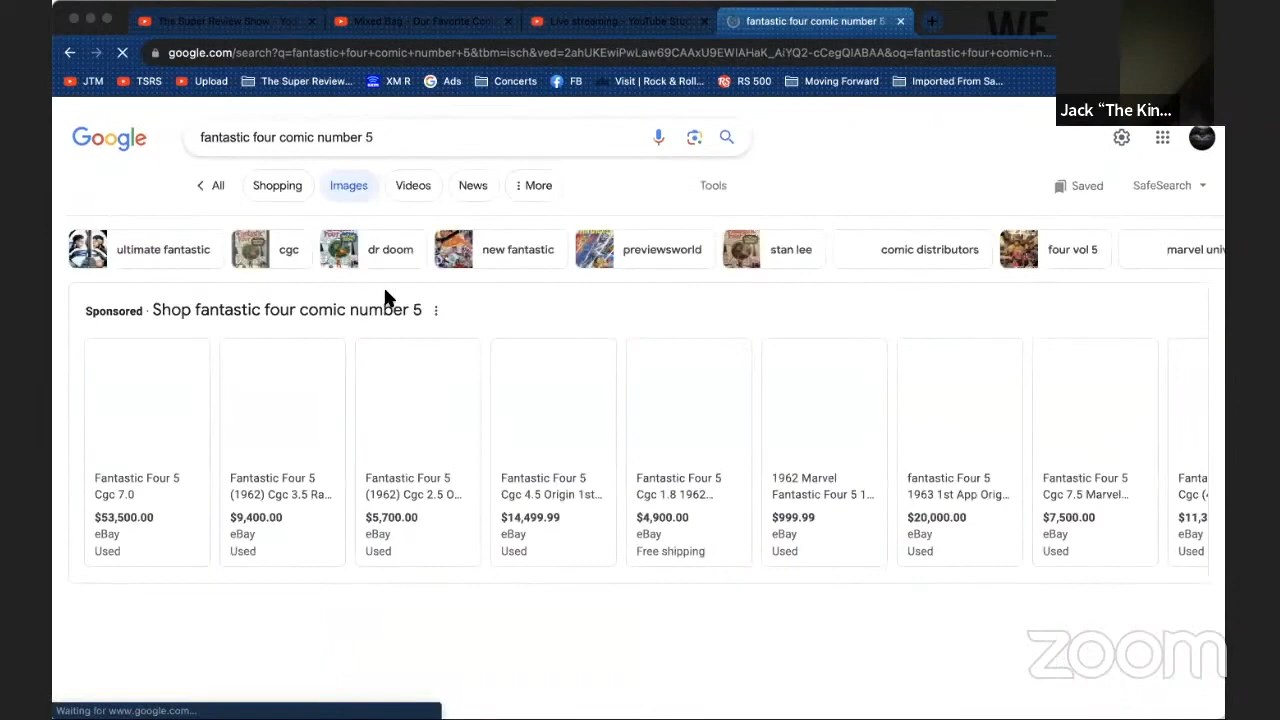 The Super Review Show - You
Mixed Bag - Our Favorite Con
Live streaming - YouTube Stuc
fantastic four comic number 5
WE
google.com/search?q=fantastic+four+comic+number+5&tbm=isch&ved=2ahUKEwiPwLaw69CAAxU9EWIAHaK_AiYQ2-cCegQIABAA&oq=fantastic+four+comic+n...
JTM TSRS Upload The Super Review... XM R Ads Concerts FB Visit | Rock & Roll... RS 500 Moving Forward Imported From Sa...
Jack “The Kin...
Google
fantastic four comic number 5
All Shopping Images Videos News More Tools Saved SafeSearch
ultimate fantastic cgc dr doom new fantastic previewsworld stan lee comic distributors four vol 5 marvel univ
Sponsored · Shop fantastic four comic number 5
Fantastic Four 5
Cgc 7.0
$53,500.00
eBay
Used
Fantastic Four 5
(1962) Cgc 3.5 Ra...
$9,400.00
eBay
Used
Fantastic Four 5
(1962) Cgc 2.5 O...
$5,700.00
eBay
Used
Fantastic Four 5
Cgc 4.5 Origin 1st...
$14,499.99
eBay
Used
Fantastic Four 5
Cgc 1.8 1962...
$4,900.00
eBay
Free shipping
1962 Marvel
Fantastic Four 5 1...
$999.99
eBay
Used
fantastic Four 5
1963 1st App Orig...
$20,000.00
eBay
Used
Fantastic Four 5
Cgc 7.5 Marvel...
$7,500.00
eBay
Used
Fanta
Cgc (4
$11,3
eBay
Used
zoom
Waiting for www.google.com...